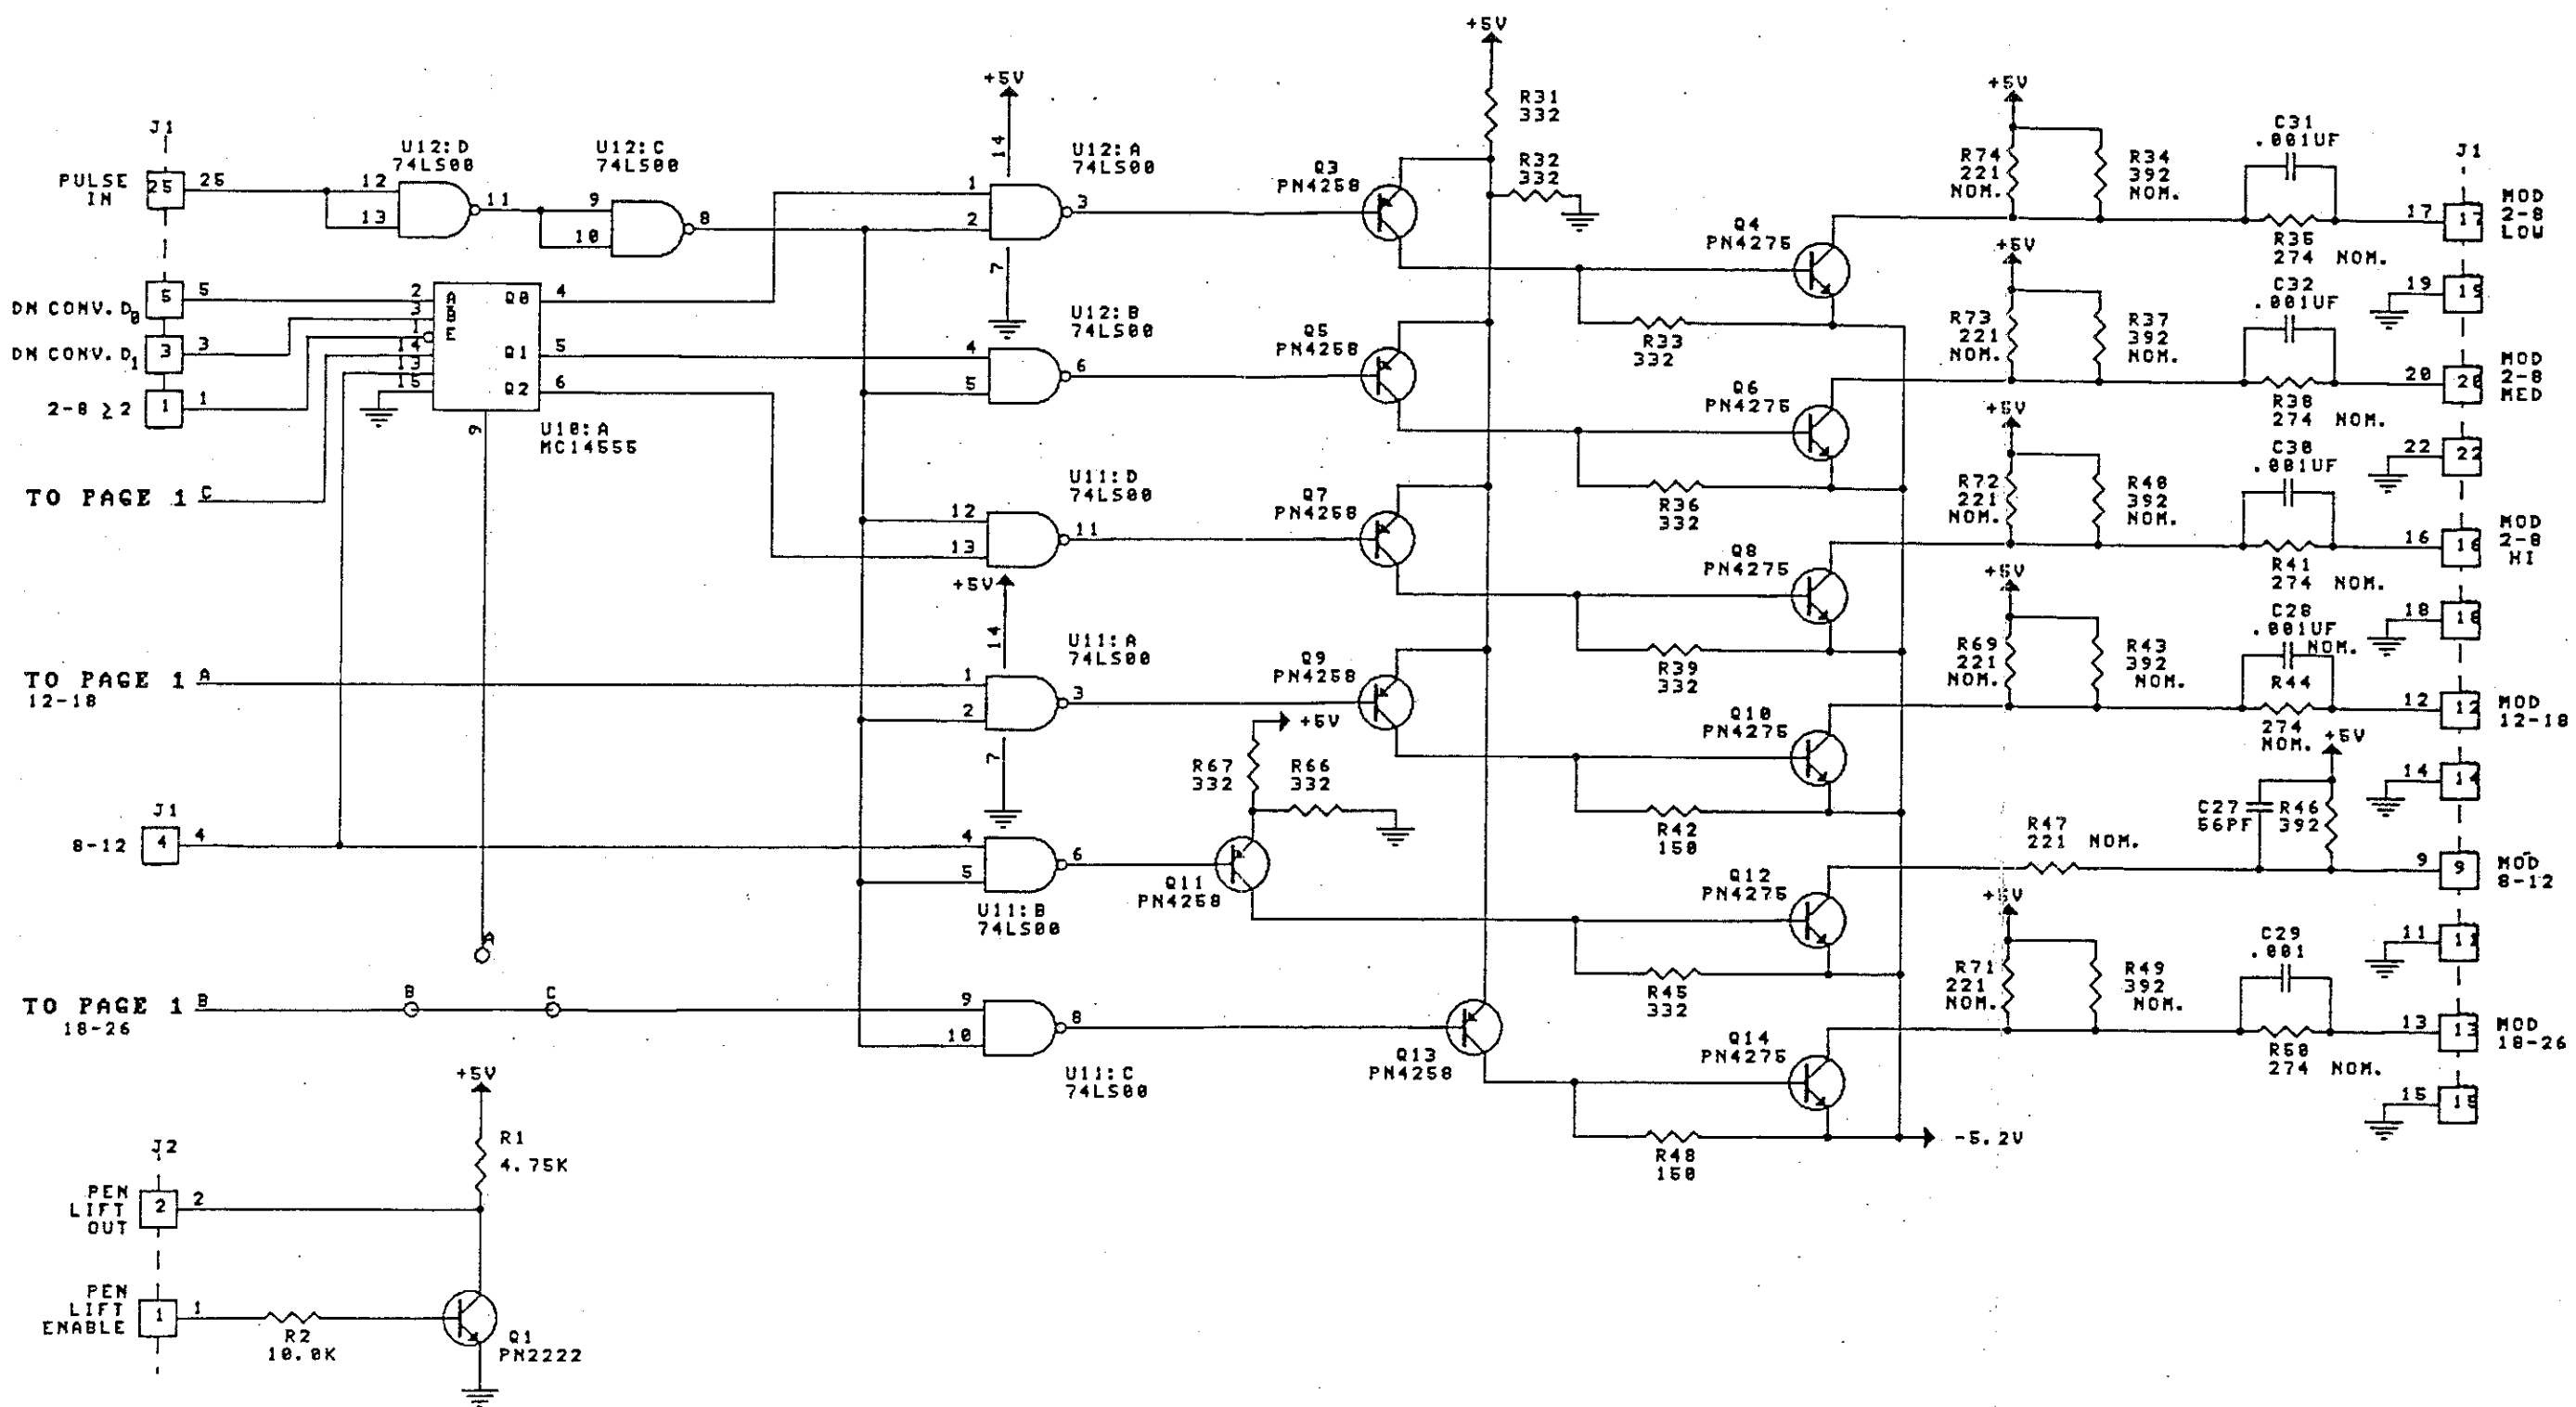 +5V
+5V
R31
332
+5V
J1
U12:D
74LS00
U12:C
74LS00
14
U12:A
74LS00
R32
332
R74
221
NOM.
R34
392
NOM.
C31
.001UF
J1
PULSE
IN
25
25
12
13
11
9
10
8
1
2
3
Q3
PN4258
7
Q4
PN4275
R35
274 NOM.
17
17
MOD
2-8
LOW
+5V
DM CONV. D0
5
5
2
3
1
14
13
15
A
B
E
Q0
Q1
Q2
4
5
6
DM CONV. D1
3
3
2-8 ≥ 2
1
1
9
U10:A
MC14555
U12:B
74LS00
4
5
6
Q5
PN4258
R33
332
R73
221
NOM.
R37
392
NOM.
C32
.001UF
19
19
Q6
PN4275
R38
274 NOM.
20
20
MOD
2-8
MED
+5V
TO PAGE 1 C
U11:D
74LS00
12
13
11
Q7
PN4258
R36
332
R72
221
NOM.
R40
392
NOM.
C30
.001UF
22
22
Q8
PN4275
R41
274 NOM.
16
16
MOD
2-8
HI
+5V
+5V
14
U11:A
74LS00
TO PAGE 1 A
12-18
1
2
3
7
Q9
PN4258
R39
332
R69
221
NOM.
R43
392
NOM.
C28
.001UF
NOM.
R44
274
NOM.
18
18
Q10
PN4275
12
12
MOD
12-18
+5V
R67
332
R66
332
+5V
14
14
J1
8-12
4
4
4
5
6
U11:B
74LS00
Q11
PN4258
R42
150
R47
221 NOM.
C27
56PF
R46
392
9
9
MOD
8-12
Q12
PN4275
+5V
A
TO PAGE 1 B
18-26
B
C
9
10
8
U11:C
74LS00
Q13
PN4258
R45
332
R71
221
NOM.
R49
392
NOM.
C29
.001
11
11
Q14
PN4275
R50
274 NOM.
13
13
MOD
18-26
15
15
R48
150
-5.2V
+5V
R1
4.75K
J2
PEN
LIFT
OUT
2
2
PEN
LIFT
ENABLE
1
1
R2
10.0K
Q1
PN2222